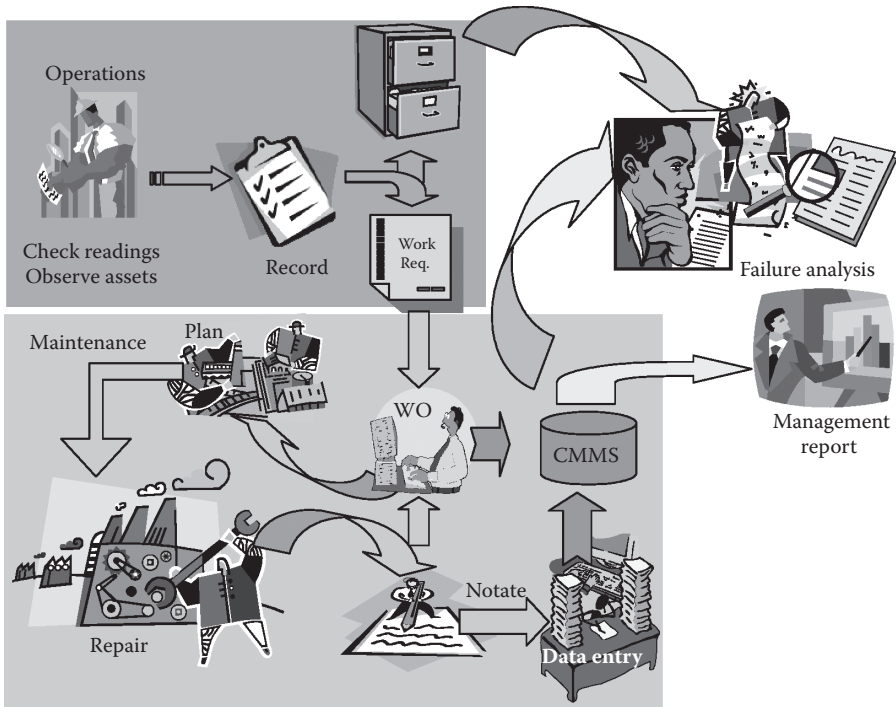 Operations
Check readings
Observe assets
Record
Work
Req.
Failure analysis
Maintenance
Plan
WO
CMMS
Management
report
Repair
Notate
Data entry